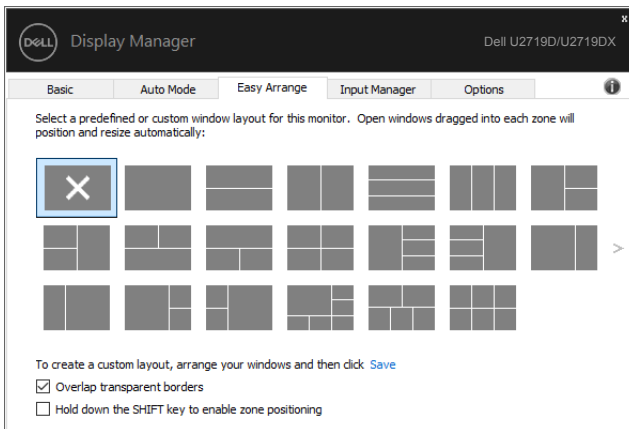 x
DELL Display Manager Dell U2719D/U2719DX
Basic Auto Mode Easy Arrange Input Manager Options
Select a predefined or custom window layout for this monitor. Open windows dragged into each zone will
position and resize automatically:
To create a custom layout, arrange your windows and then click Save
Overlap transparent borders
Hold down the SHIFT key to enable zone positioning